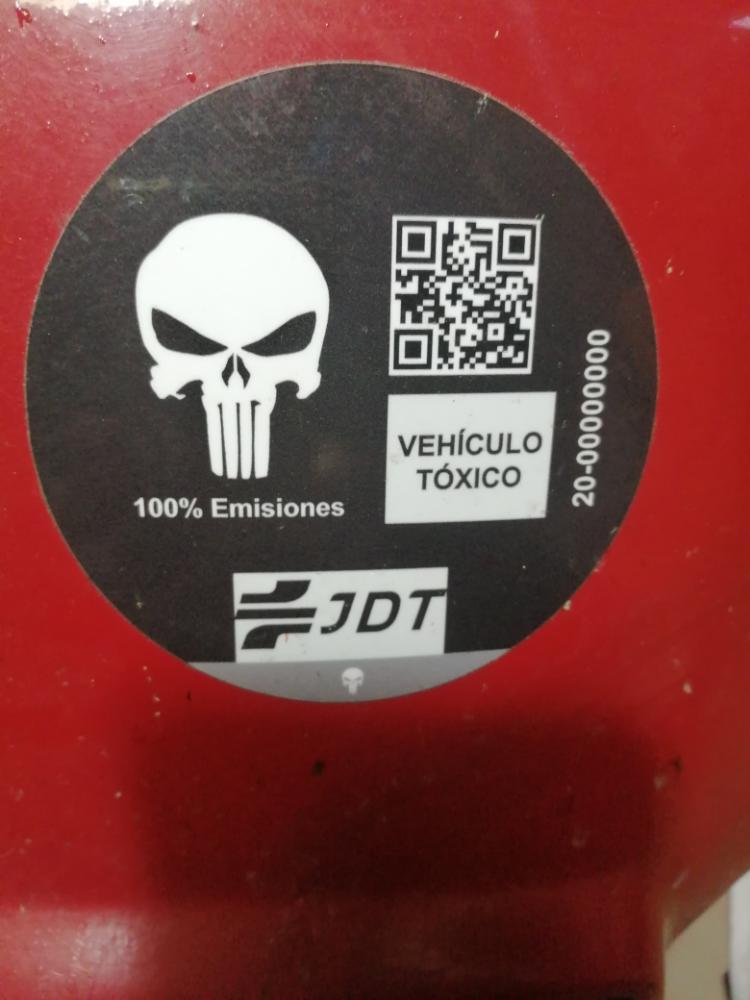 100% Emisiones
VEHÍCULO
TÓXICO
20-00000000
JDT